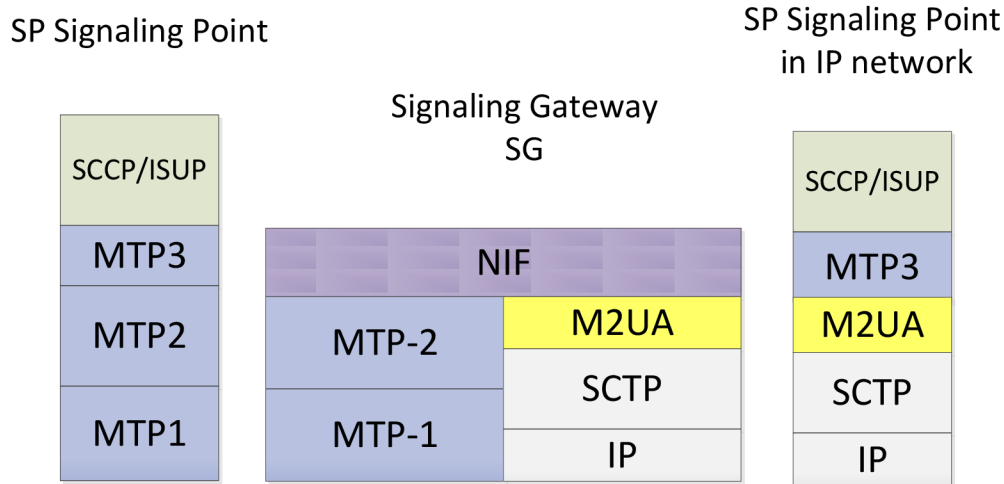 SP Signaling Point
SCCP/ISUP
MTP3
MTP2
MTP1
Signaling Gateway
SG
NIF
MTP-2
MTP-1
M2UA
SCTP
IP
SP Signaling Point
in IP network
SCCP/ISUP
MTP3
M2UA
SCTP
IP